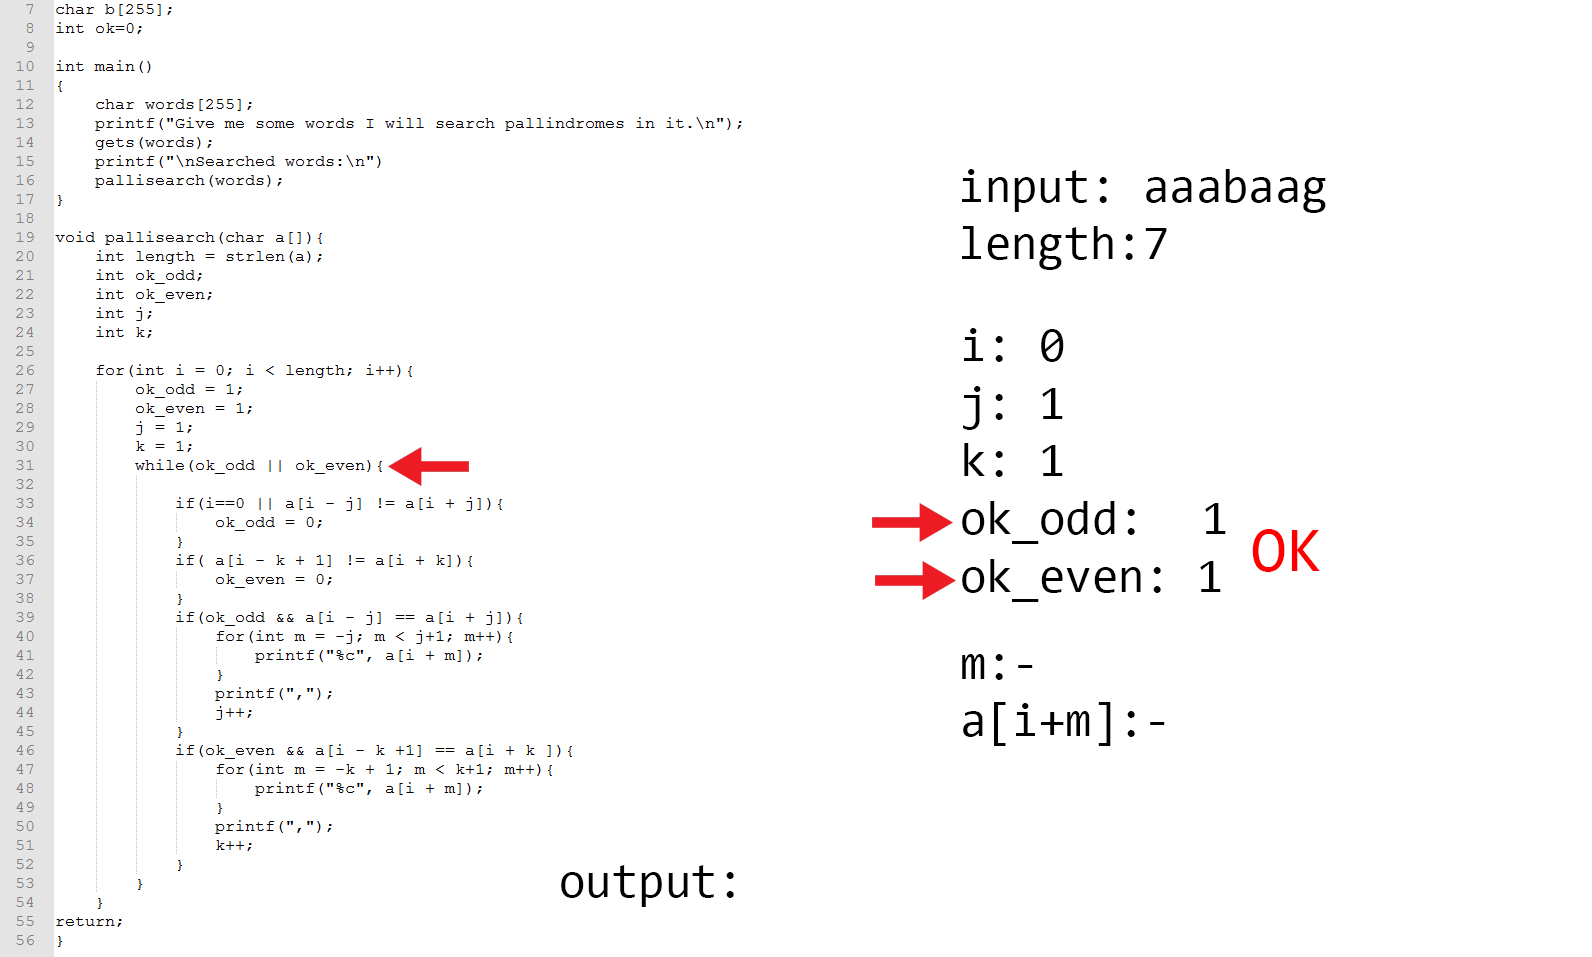 7 char b[255];
8 int ok=0;
9
10 int main()
11 {
12 char words[255];
13 printf("Give me some words I will search pallindromes in it.\n");
14 gets(words);
15 printf("\nSearched words:\n")
16 pallisearch(words);
17 }
18
19 void pallisearch(char a[]){
20 int length = strlen(a);
21 int ok_odd;
22 int ok_even;
23 int j;
24 int k;
25
26 for(int i = 0; i < length; i++){
27 ok_odd = 1;
28 ok_even = 1;
29 j = 1;
30 k = 1;
31 while(ok_odd || ok_even){
32
33 if(i==0 || a[i - j] != a[i + j]){
34 ok_odd = 0;
35 }
36 if( a[i - k + 1] != a[i + k]){
37 ok_even = 0;
38 }
39 if(ok_odd && a[i - j] == a[i + j]){
40 for(int m = -j; m < j+1; m++){
41 printf("%c", a[i + m]);
42 }
43 printf(",");
44 j++;
45 }
46 if(ok_even && a[i - k +1] == a[i + k ]){
47 for(int m = -k + 1; m < k+1; m++){
48 printf("%c", a[i + m]);
49 }
50 printf(",");
51 k++;
52 }
53 }
54 }
55 return;
56 }
input: aaabaag
length:7
i: 0
j: 1
k: 1
ok_odd: 1
ok_even: 1
OK
m:-
a[i+m]:-
output: